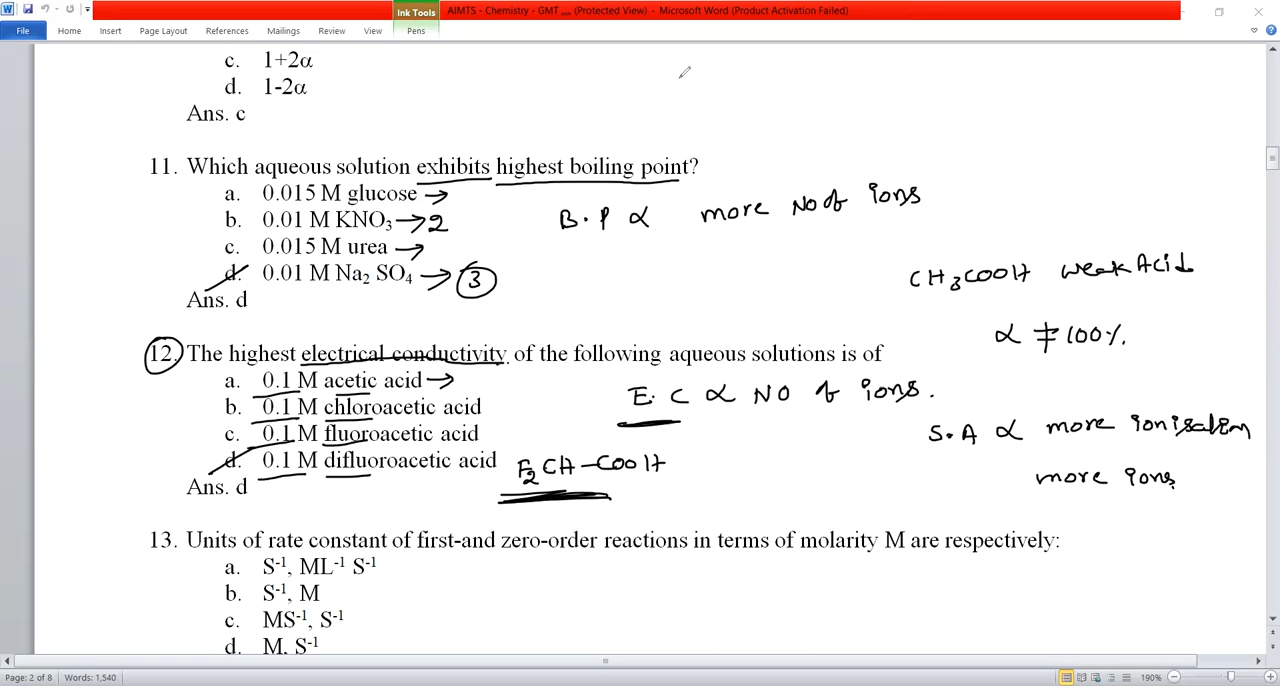 AIMTS - Chemistry - GMT ,,,,, (Protected View) - Microsoft Word (Product Activation Failed)
Ink Tools
File Home Insert Page Layout References Mailings Review View Pens
c. 1+2α
d. 1-2α
Ans. c
11. Which aqueous solution exhibits highest boiling point?
a. 0.015 M glucose →
b. 0.01 M KNO3 → 2
c. 0.015 M urea →
d. 0.01 M Na2 SO4 → 3
Ans. d
B.P ∝ more No of ions
CH3COOH weak Acid
∝ ≠ 100%.
12. The highest electrical conductivity of the following aqueous solutions is of
a. 0.1 M acetic acid →
b. 0.1 M chloroacetic acid
c. 0.1 M fluoroacetic acid
d. 0.1 M difluoroacetic acid
F2CH-COOH
Ans. d
E.C ∝ NO of ions.
S.A ∝ more ionisation
more ions
13. Units of rate constant of first-and zero-order reactions in terms of molarity M are respectively:
a. S-1, ML-1 S-1
b. S-1, M
c. MS-1, S-1
d. M, S-1
Page: 2 of 8 Words: 1,540 190%